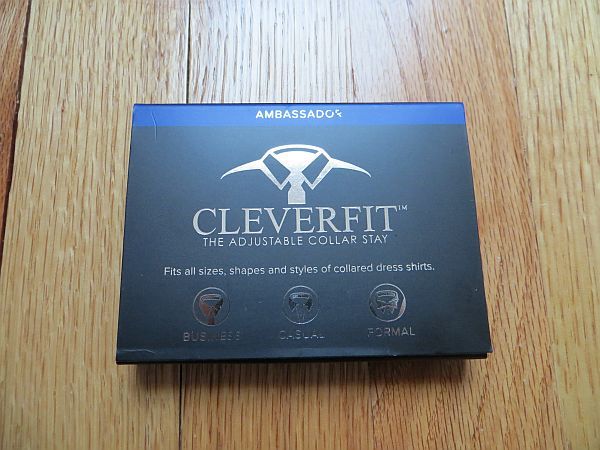 AMBASSADOR
CLEVERFIT™
THE ADJUSTABLE COLLAR STAY
Fits all sizes, shapes and styles of collared dress shirts.
BUSINESS CASUAL FORMAL